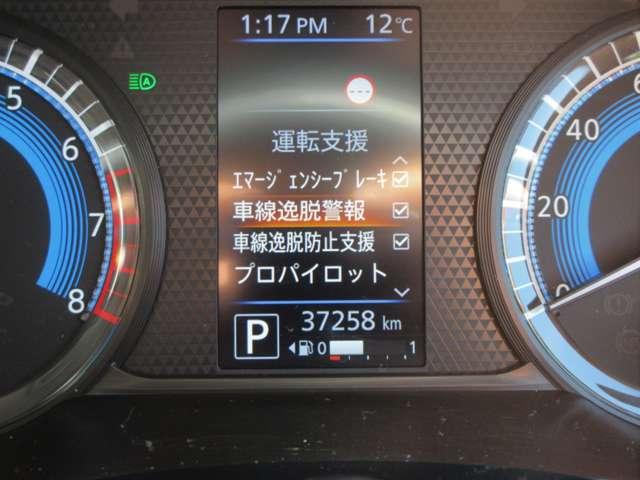 1:17 PM 12℃
---
運転支援
ｴﾏｰｼﾞｪﾝｼｰﾌﾞﾚｰｷ
車線逸脱警報
車線逸脱防止支援
プロパイロット
P 37258 km
0 1
A
5
6
7
8
40
20
0